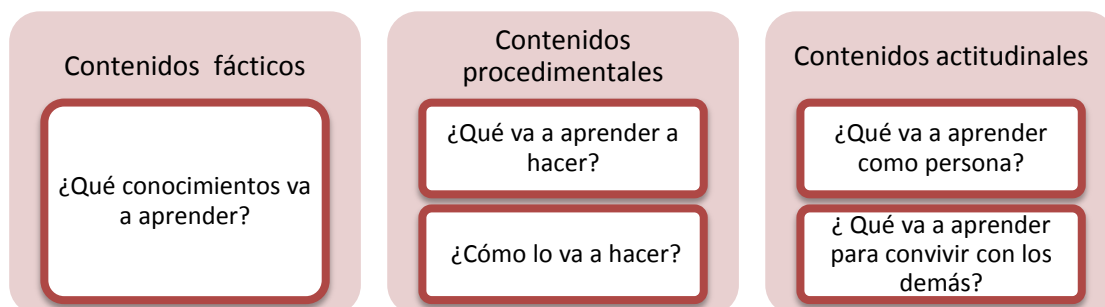 Contenidos  fácticos
¿Qué conocimientos va
a aprender?
Contenidos
procedimentales
¿Qué va a aprender a
hacer?
¿Cómo lo va a hacer?
Contenidos actitudinales
¿Qué va a aprender
como persona?
¿ Qué va a aprender
para convivir con los
demás?